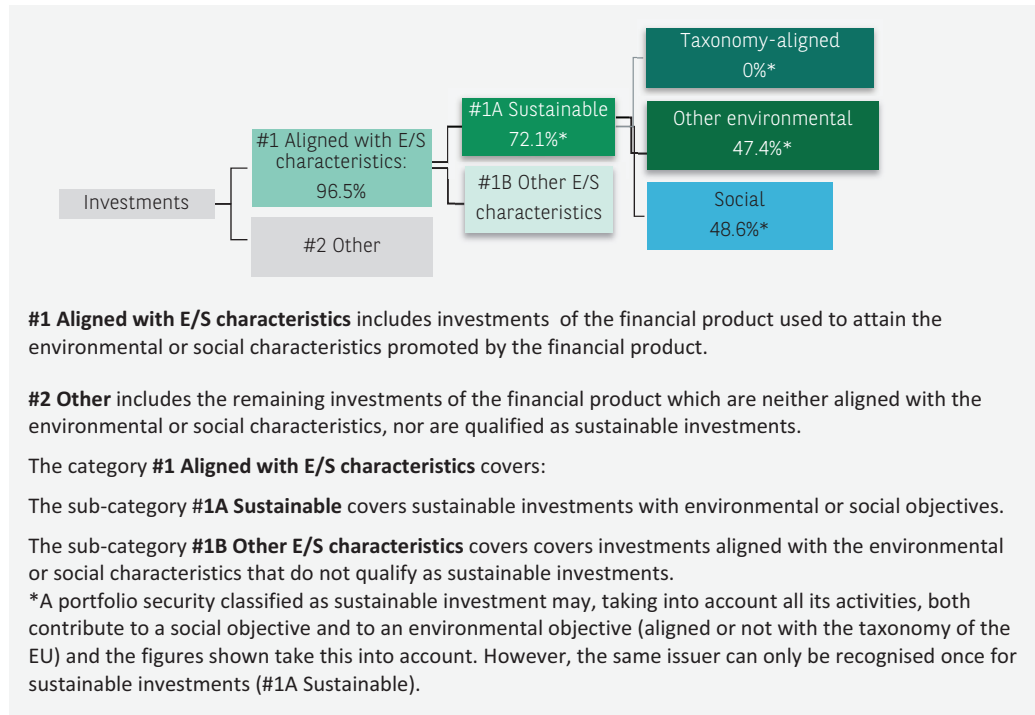 Taxonomy-aligned
0%*
#1A Sustainable
72.1%*
Other environmental
47.4%*
#1 Aligned with E/S
characteristics:
96.5%
#1B Other E/S
characteristics
Investments
Social
48.6%*
#2 Other
#1 Aligned with E/S characteristics includes investments of the financial product used to attain the
environmental or social characteristics promoted by the financial product.
#2 Other includes the remaining investments of the financial product which are neither aligned with the
environmental or social characteristics, nor are qualified as sustainable investments.
The category #1 Aligned with E/S characteristics covers:
The sub-category #1A Sustainable covers sustainable investments with environmental or social objectives.
The sub-category #1B Other E/S characteristics covers covers investments aligned with the environmental
or social characteristics that do not qualify as sustainable investments.
*A portfolio security classified as sustainable investment may, taking into account all its activities, both
contribute to a social objective and to an environmental objective (aligned or not with the taxonomy of the
EU) and the figures shown take this into account. However, the same issuer can only be recognised once for
sustainable investments (#1A Sustainable).